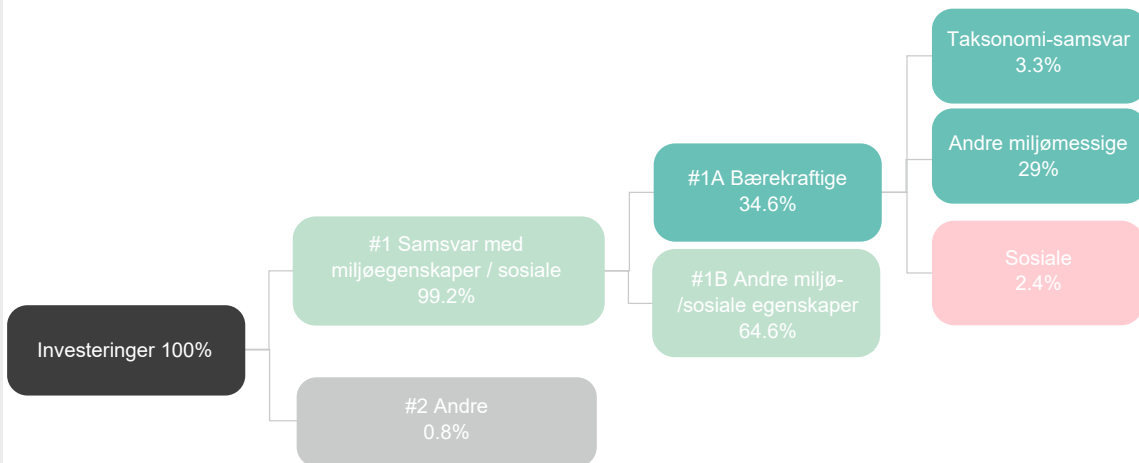 Investeringer 100%
#1 Samsvar med
miljøegenskaper / sosiale
99.2%
#2 Andre
0.8%
#1A Bærekraftige
34.6%
#1B Andre miljø-
/sosiale egenskaper
64.6%
Taksonomi-samsvar
3.3%
Andre miljømessige
29%
Sosiale
2.4%